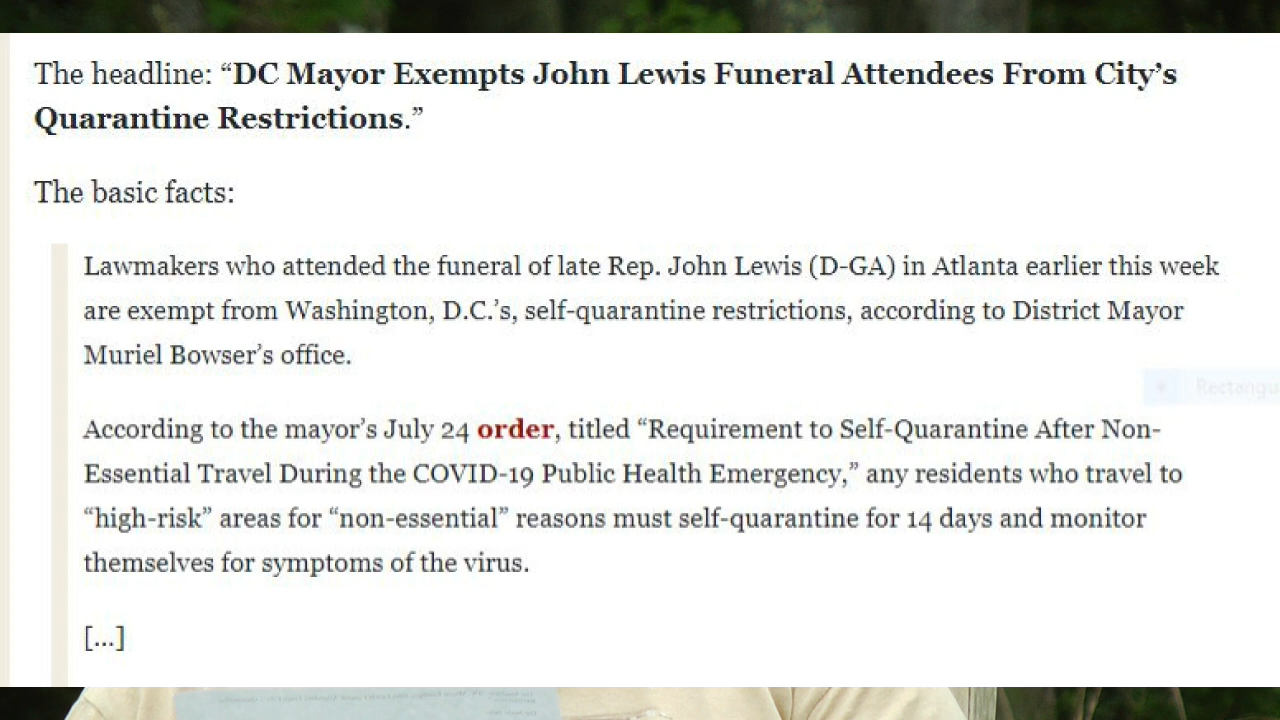 The headline: “DC Mayor Exempts John Lewis Funeral Attendees From City’s
Quarantine Restrictions.”
The basic facts:
Lawmakers who attended the funeral of late Rep. John Lewis (D-GA) in Atlanta earlier this week
are exempt from Washington, D.C.’s, self-quarantine restrictions, according to District Mayor
Muriel Bowser’s office.
According to the mayor’s July 24 order, titled “Requirement to Self-Quarantine After Non-
Essential Travel During the COVID-19 Public Health Emergency,” any residents who travel to
“high-risk” areas for “non-essential” reasons must self-quarantine for 14 days and monitor
themselves for symptoms of the virus.
[...]